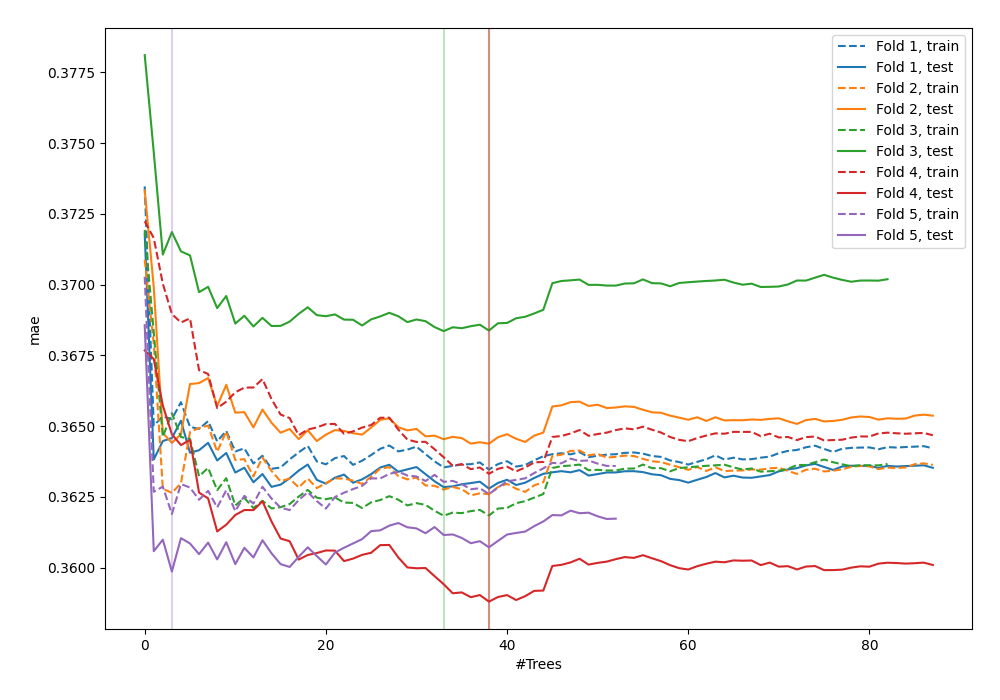 0.3775
0.3750
0.3725
0.3700
0.3675
0.3650
0.3625
0.3600
mae
0 20 40 60 80
#Trees
Fold 1, train
Fold 1, test
Fold 2, train
Fold 2, test
Fold 3, train
Fold 3, test
Fold 4, train
Fold 4, test
Fold 5, train
Fold 5, test